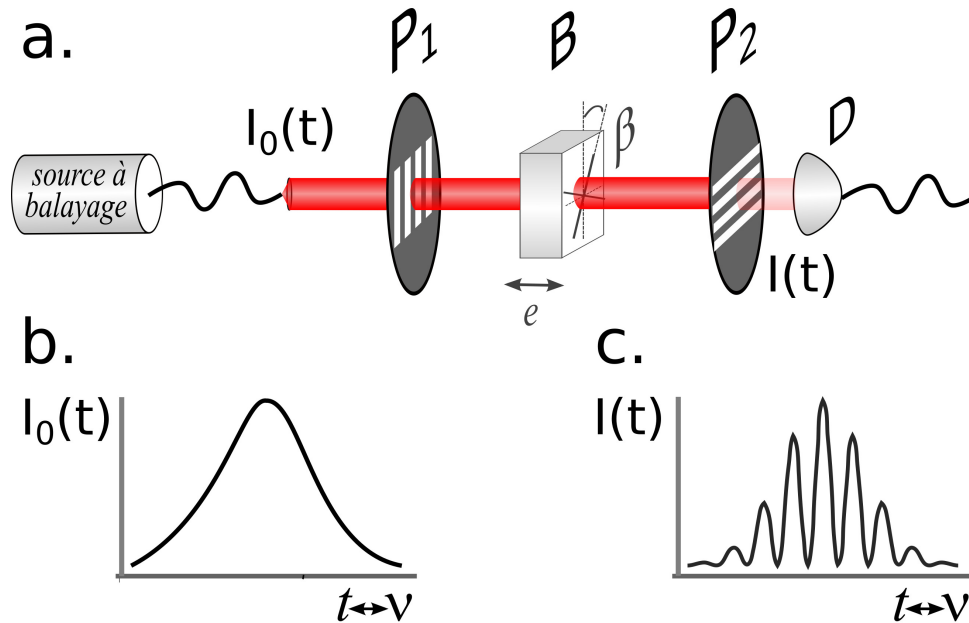 a.
P1
B
P2
D
I₀(t)
β
source à
balayage
I(t)
e
b.
c.
I₀(t)
I(t)
t↔ν
t↔ν